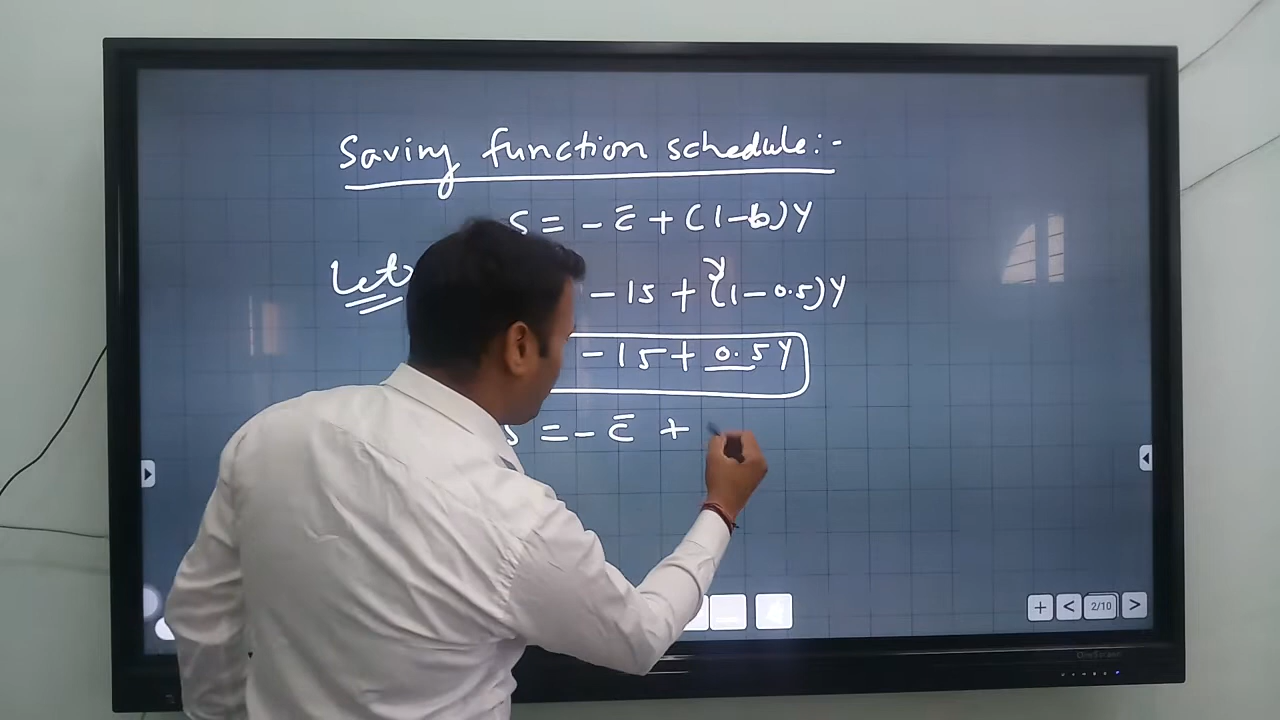 Saving function schedule:-
S = - c̄ + (1-b)Y
Let
- 15 + (1-0.5)Y
- 15 + 0.5Y
S = - c̄ +
+ < 2/10 >